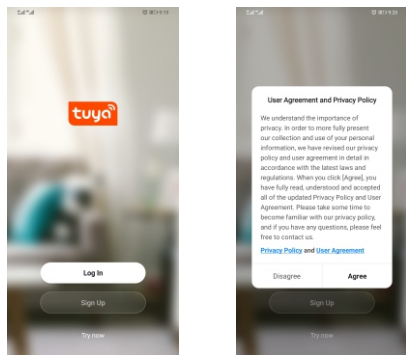 tuya
Log In
Sign Up
Try now
User Agreement and Privacy Policy
We understand the importance of
privacy. In order to more fully present
our collection and use of your personal
information, we have revised our privacy
policy and user agreement in detail in
accordance with the latest laws and
regulations. When you click [Agree], you
have fully read, understood and accepted
all of the updated Privacy Policy and User
Agreement. Please take some time to
become familiar with our privacy policy,
and if you have any questions, please feel
free to contact us.
Privacy Policy and User Agreement
Disagree Agree
Sign Up
Try now